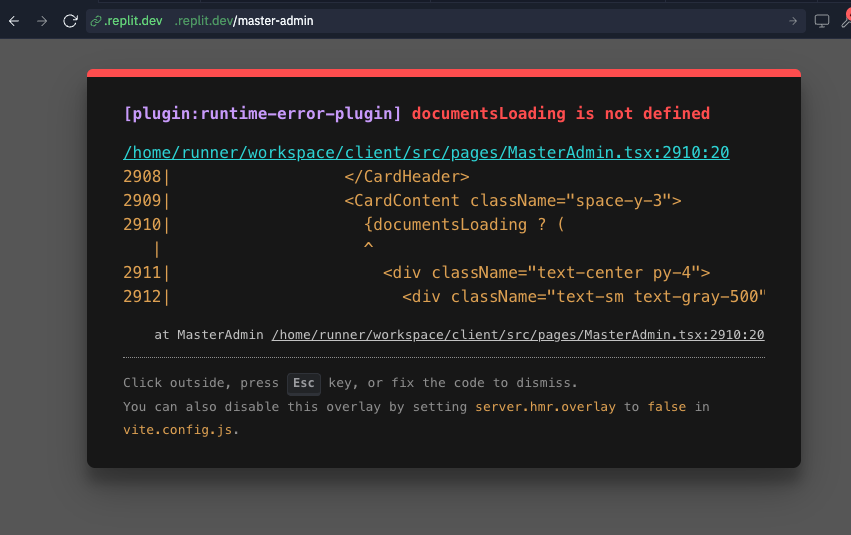 .replit.dev .replit.dev/master-admin
[plugin:runtime-error-plugin] documentsLoading is not defined
/home/runner/workspace/client/src/pages/MasterAdmin.tsx:2910:20
2908|                  </CardHeader>
2909|                  <CardContent className="space-y-3">
2910|                    {documentsLoading ? (
    |                    ^
2911|                      <div className="text-center py-4">
2912|                        <div className="text-sm text-gray-500"
at MasterAdmin /home/runner/workspace/client/src/pages/MasterAdmin.tsx:2910:20
Click outside, press Esc key, or fix the code to dismiss.
You can also disable this overlay by setting server.hmr.overlay to false in
vite.config.js.